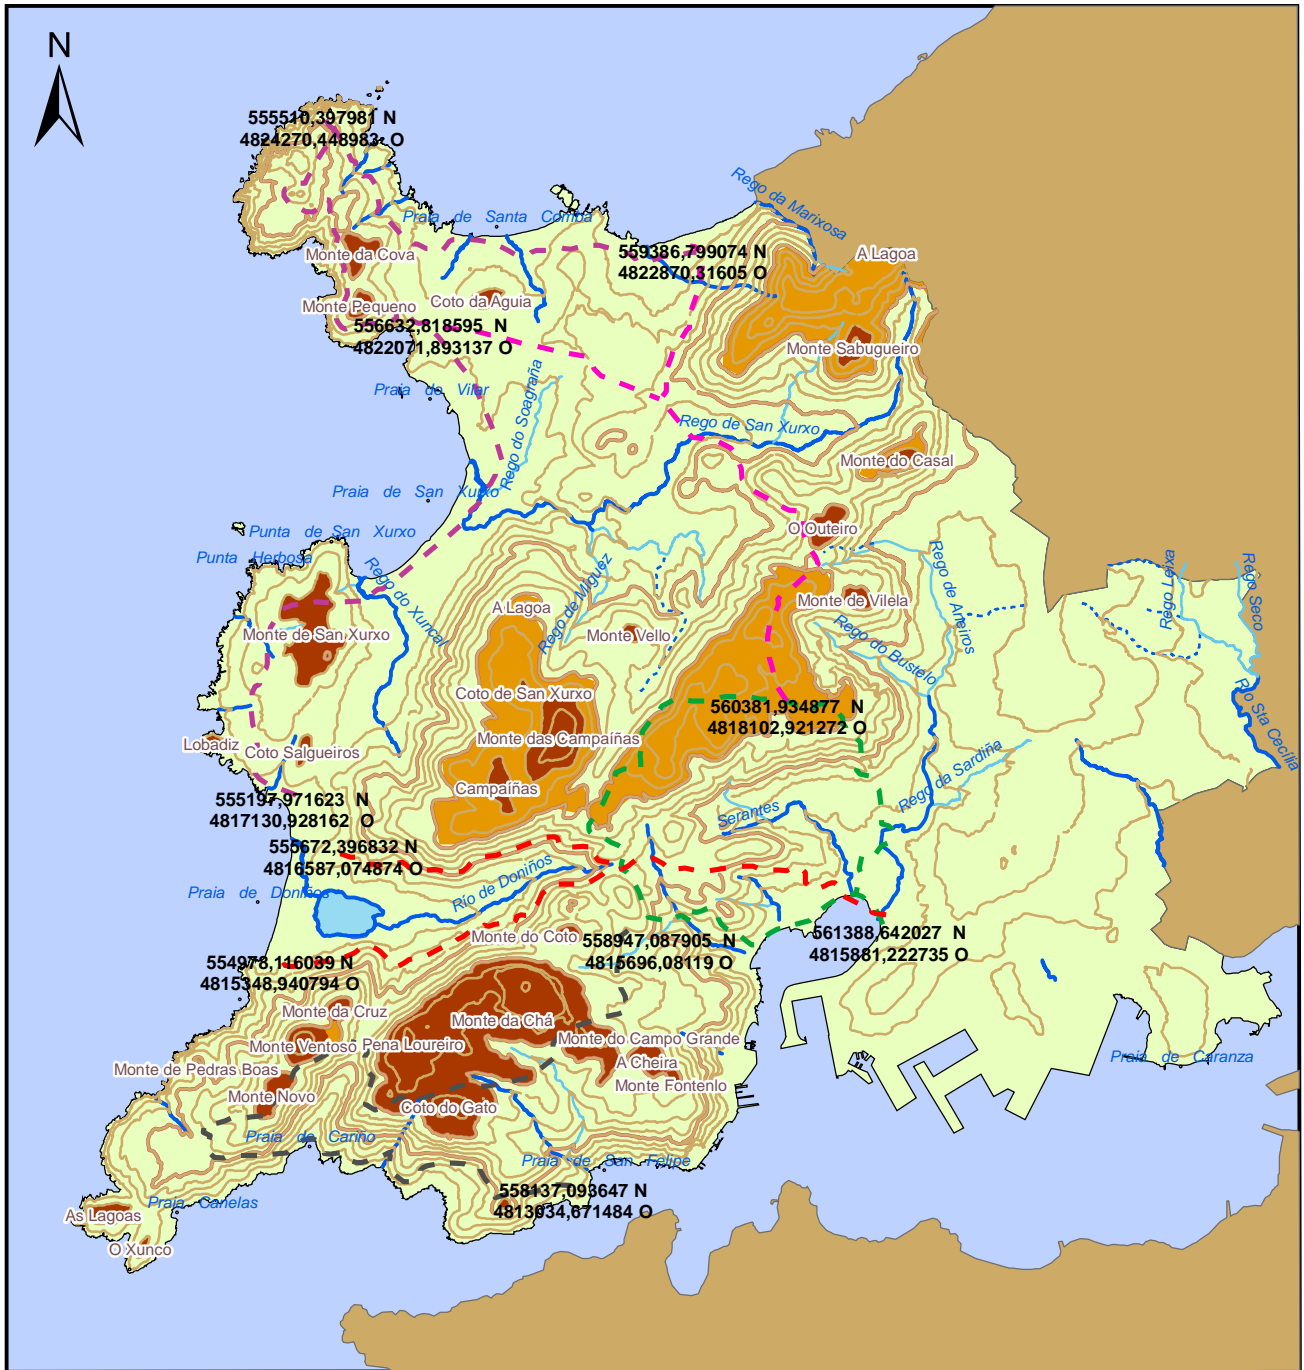 N
555510,397981 N
4824270,448983 O
Rego da Marixosa
Praia de Santa Comba
559386,799074 N
4822870,31605 O
A Lagoa
Monte da Cova
Monte Pequeno
Coto da Aguia
556632,818595 N
4822071,893137 O
Monte Sabugueiro
Praia de Vilar
Rego do Soagraña
Rego de San Xurxo
Monte do Casal
Praia de San Xurxo
O Outeiro
Punta de San Xurxo
Punta Herbosa
Rego do Xuncal
Rego de Miguez
Rego de Aneiros
Rego Leixa
Rego Seco
A Lagoa
Monte de Vilela
Monte de San Xurxo
Monte Vello
Rego do Bustelo
Coto de San Xurxo
560381,934877 N
4818102,921272 O
Río Sta Cecilia
Lobadiz
Coto Salgueiros
Monte das Campaíñas
Campaíñas
Rego da Sardiña
555197,971623 N
4817130,928162 O
Serantes
555672,396832 N
4816587,074874 O
Praia de Doniños
Río de Doniños
Monte do Coto
558947,087905 N
4815696,08119 O
561388,642027 N
4815881,222735 O
554978,116039 N
4815348,940794 O
Monte da Cruz
Monte da Chá
Monte Ventoso
Pena Loureiro
Monte do Campo Grande
A Cheira
Monte Fontenlo
Praia de Caranza
Monte de Pedras Boas
Monte Novo
Coto do Gato
Praia de Cariño
Praia de San Felipe
558137,093647 N
4813034,671484 O
Praia Canelas
As Lagoas
O Xunco